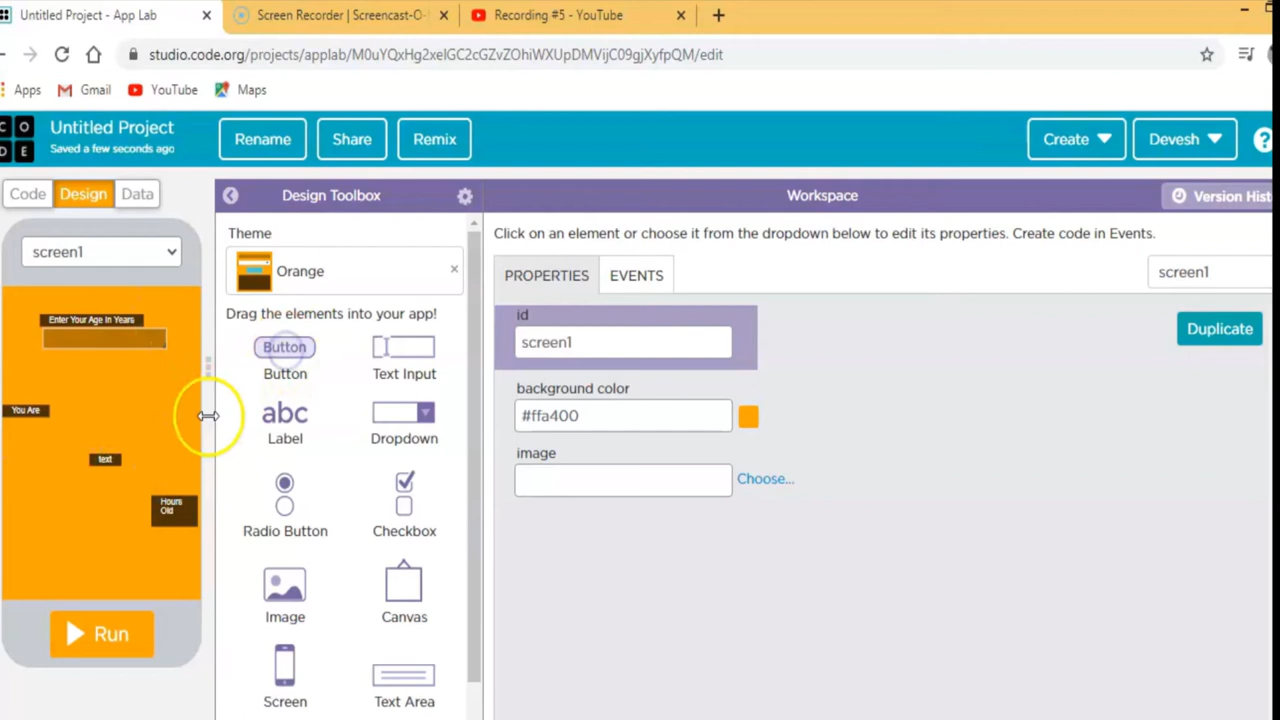 Untitled Project - App Lab
Screen Recorder | Screencast-O-
Recording #5 - YouTube
studio.code.org/projects/applab/M0uYQxHg2xelGC2cGZvZOhiWXUpDMVijC09gjXyfpQM/edit
Apps
Gmail
YouTube
Maps
C O
D E
Untitled Project
Saved a few seconds ago
Rename
Share
Remix
Create
Devesh
?
Code
Design
Data
Design Toolbox
Workspace
Version Hist
screen1
Theme
Orange
Click on an element or choose it from the dropdown below to edit its properties. Create code in Events.
PROPERTIES
EVENTS
screen1
Drag the elements into your app!
Enter Your Age In Years
You Are
text
Hours
Old
Run
Button
Button
Text Input
abc
Label
Dropdown
Radio Button
Checkbox
Image
Canvas
Screen
Text Area
id
screen1
Duplicate
background color
#ffa400
image
Choose...